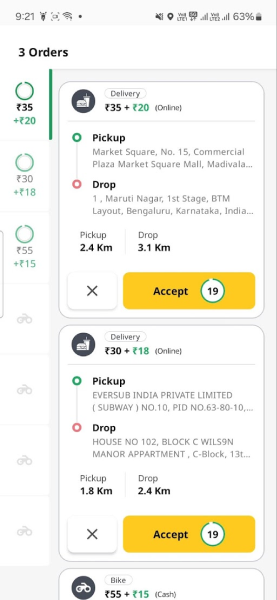 9:21 63%
3 Orders
₹35
+₹20
₹30
+₹18
₹55
+₹15
Delivery
₹35 + ₹20 (Online)
Pickup
Market Square, No. 15, Commercial
Plaza Market Square Mall, Madivala...
Drop
1 , Maruti Nagar, 1st Stage, BTM
Layout, Bengaluru, Karnataka, India...
Pickup Drop
2.4 Km 3.1 Km
Accept 19
Delivery
₹30 + ₹18 (Online)
Pickup
EVERSUB INDIA PRIVATE LIMITED
( SUBWAY ) NO.10, PID NO.63-80-10,...
Drop
HOUSE NO 102, BLOCK C WILS9N
MANOR APPARTMENT , C-Block, 13t...
Pickup Drop
1.8 Km 2.4 Km
Accept 19
Bike
₹55 + ₹15 (Cash)